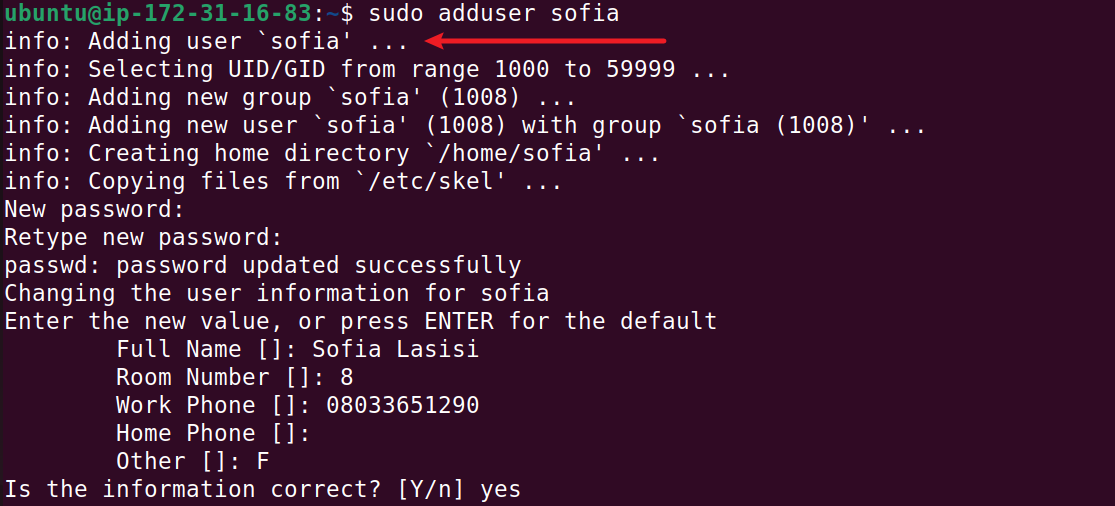 ubuntu@ip-172-31-16-83:~$ sudo adduser sofia
info: Adding user `sofia' ...
info: Selecting UID/GID from range 1000 to 59999 ...
info: Adding new group `sofia' (1008) ...
info: Adding new user `sofia' (1008) with group `sofia (1008)' ...
info: Creating home directory `/home/sofia' ...
info: Copying files from `/etc/skel' ...
New password:
Retype new password:
passwd: password updated successfully
Changing the user information for sofia
Enter the new value, or press ENTER for the default
        Full Name []: Sofia Lasisi
        Room Number []: 8
        Work Phone []: 08033651290
        Home Phone []:
        Other []: F
Is the information correct? [Y/n] yes